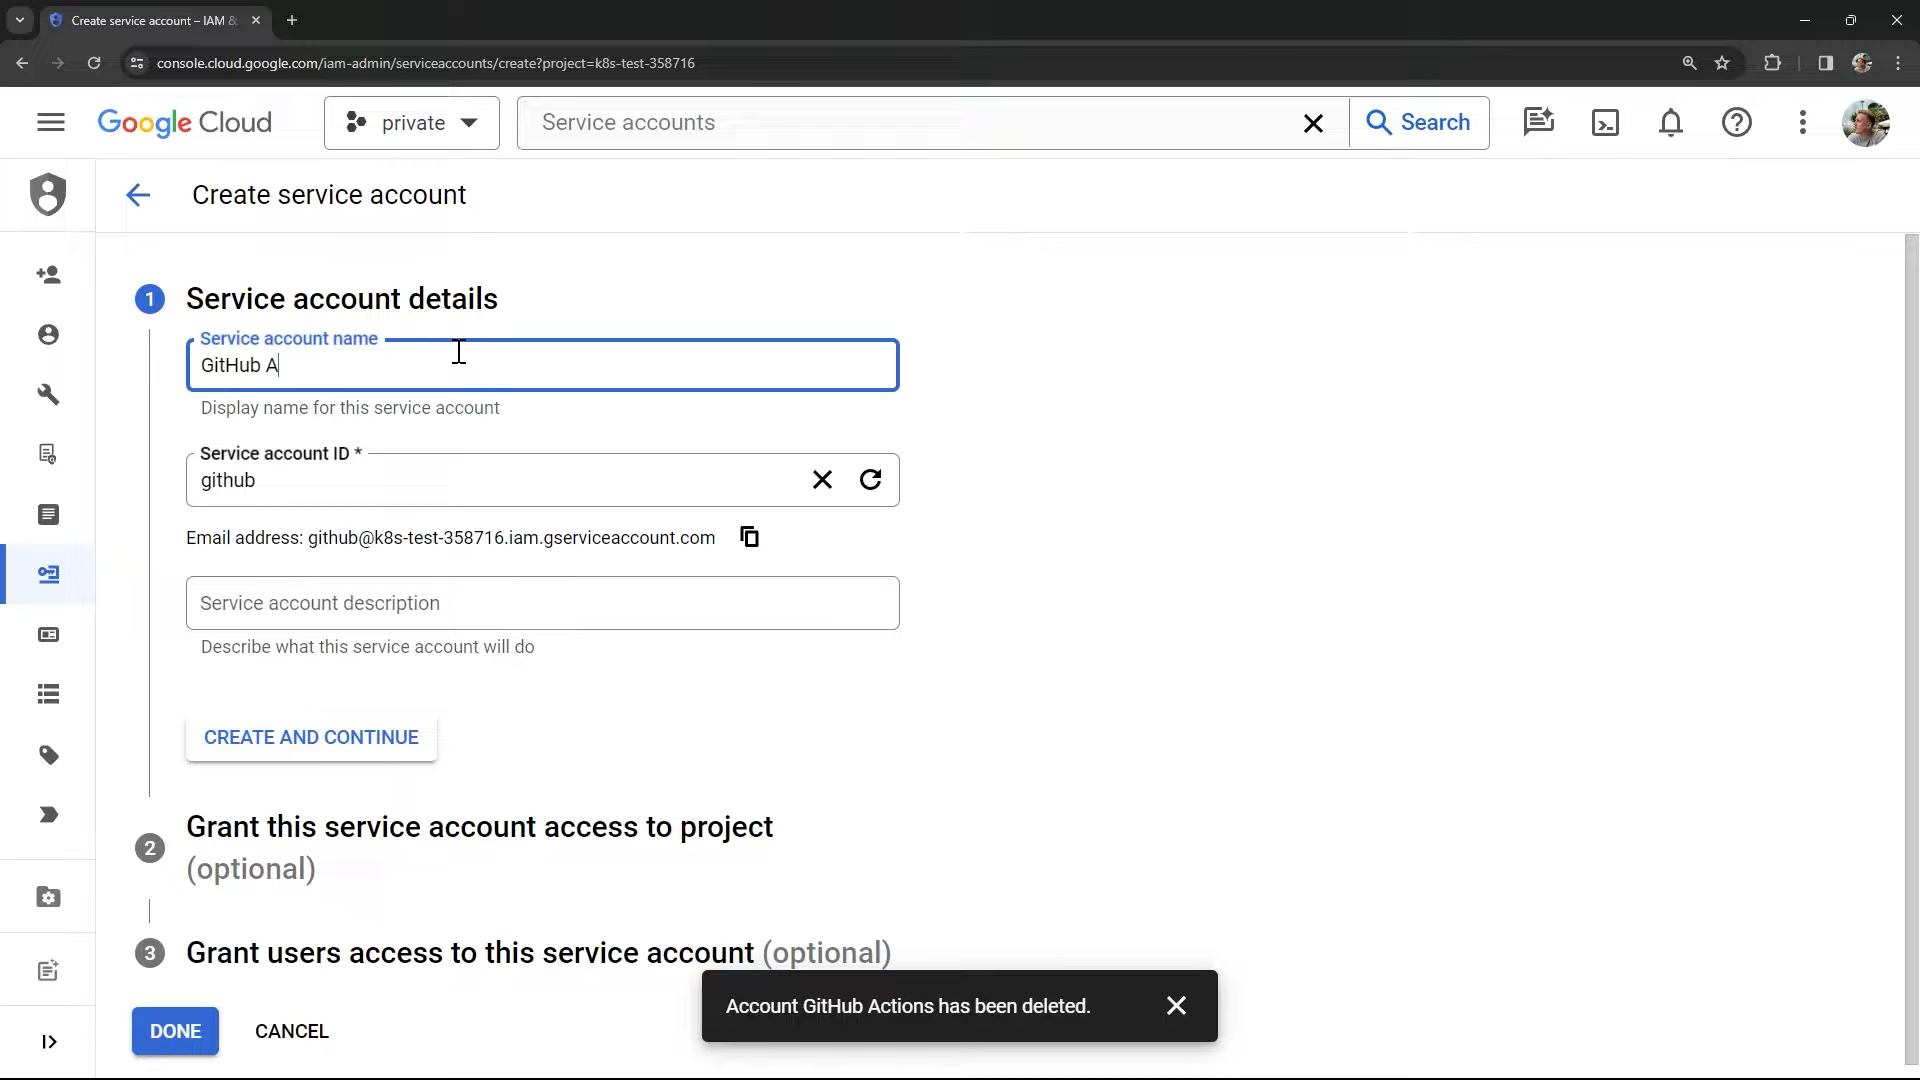 Create service account – IAM &
console.cloud.google.com/iam-admin/serviceaccounts/create?project=k8s-test-358716
Google Cloud
private
Service accounts
Search
Create service account
1
Service account details
Service account name
GitHub A
Display name for this service account
Service account ID *
github
Email address: github@k8s-test-358716.iam.gserviceaccount.com
Service account description
Describe what this service account will do
CREATE AND CONTINUE
2
Grant this service account access to project
(optional)
3
Grant users access to this service account (optional)
Account GitHub Actions has been deleted.
DONE
CANCEL